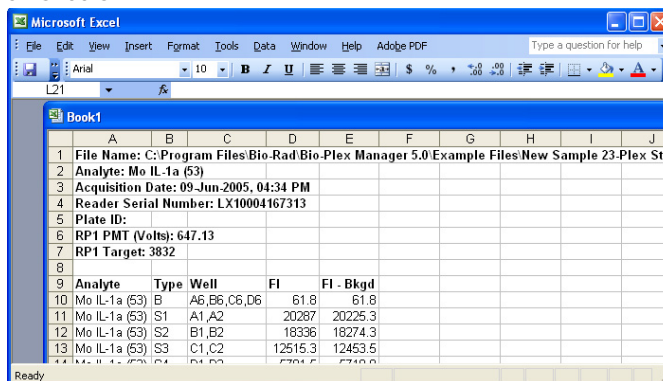 Microsoft Excel
File Edit View Insert Format Tools Data Window Help Adobe PDF Type a question for help
Arial 10 B I U $ % ,
L21 fx
Book1
A B C D E F G H I J
1 File Name: C:\Program Files\Bio-Rad\Bio-Plex Manager 5.0\Example Files\New Sample 23-Plex St
2 Analyte: Mo IL-1a (53)
3 Acquisition Date: 09-Jun-2005, 04:34 PM
4 Reader Serial Number: LX10004167313
5 Plate ID:
6 RP1 PMT (Volts): 647.13
7 RP1 Target: 3832
8
9 Analyte Type Well FI FI - Bkgd
10 Mo IL-1a (53) B A6,B6,C6,D6 61.8 61.8
11 Mo IL-1a (53) S1 A1,A2 20287 20225.3
12 Mo IL-1a (53) S2 B1,B2 18336 18274.3
13 Mo IL-1a (53) S3 C1,C2 12515.3 12453.5
Ready